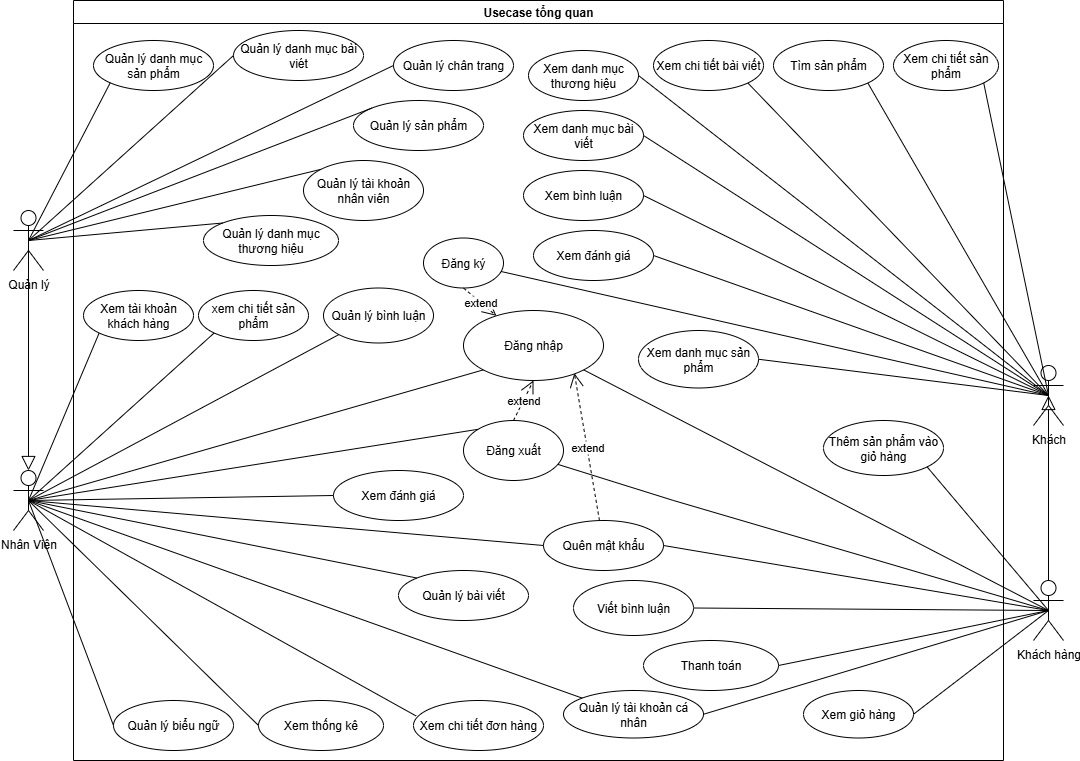 Usecase tổng quan
Quản lý danh mục
sản phẩm
Quản lý danh mục bài
viét
Quản lý chân trang
Xem danh mục
thương hiệu
Xem chi tiết bài viết
Tìm sản phẩm
Xem chi tiết sản
phẩm
Quản lý sản phẩm
Xem danh mục bài
viết
Quản lý tài khoản
nhân viên
Xem bình luận
Quản lý danh mục
thương hiệu
Xem đánh giá
Đăng ký
Quản lý
extend
Xem tài khoản
khách hàng
xem chi tiết sản
phẩm
Quản lý bình luận
Đăng nhập
Xem danh mục sản
phẩm
extend
Khách
Đăng xuất
extend
Thêm sản phẩm vào
giỏ hàng
Xem đánh giá
Nhân Viên
Quên mật khẩu
Quản lý bài viết
Viết bình luận
Khách hàng
Thanh toán
Quản lý biểu ngữ
Xem thống kê
Xem chi tiết đơn hàng
Quản lý tài khoản cá
nhân
Xem giỏ hàng